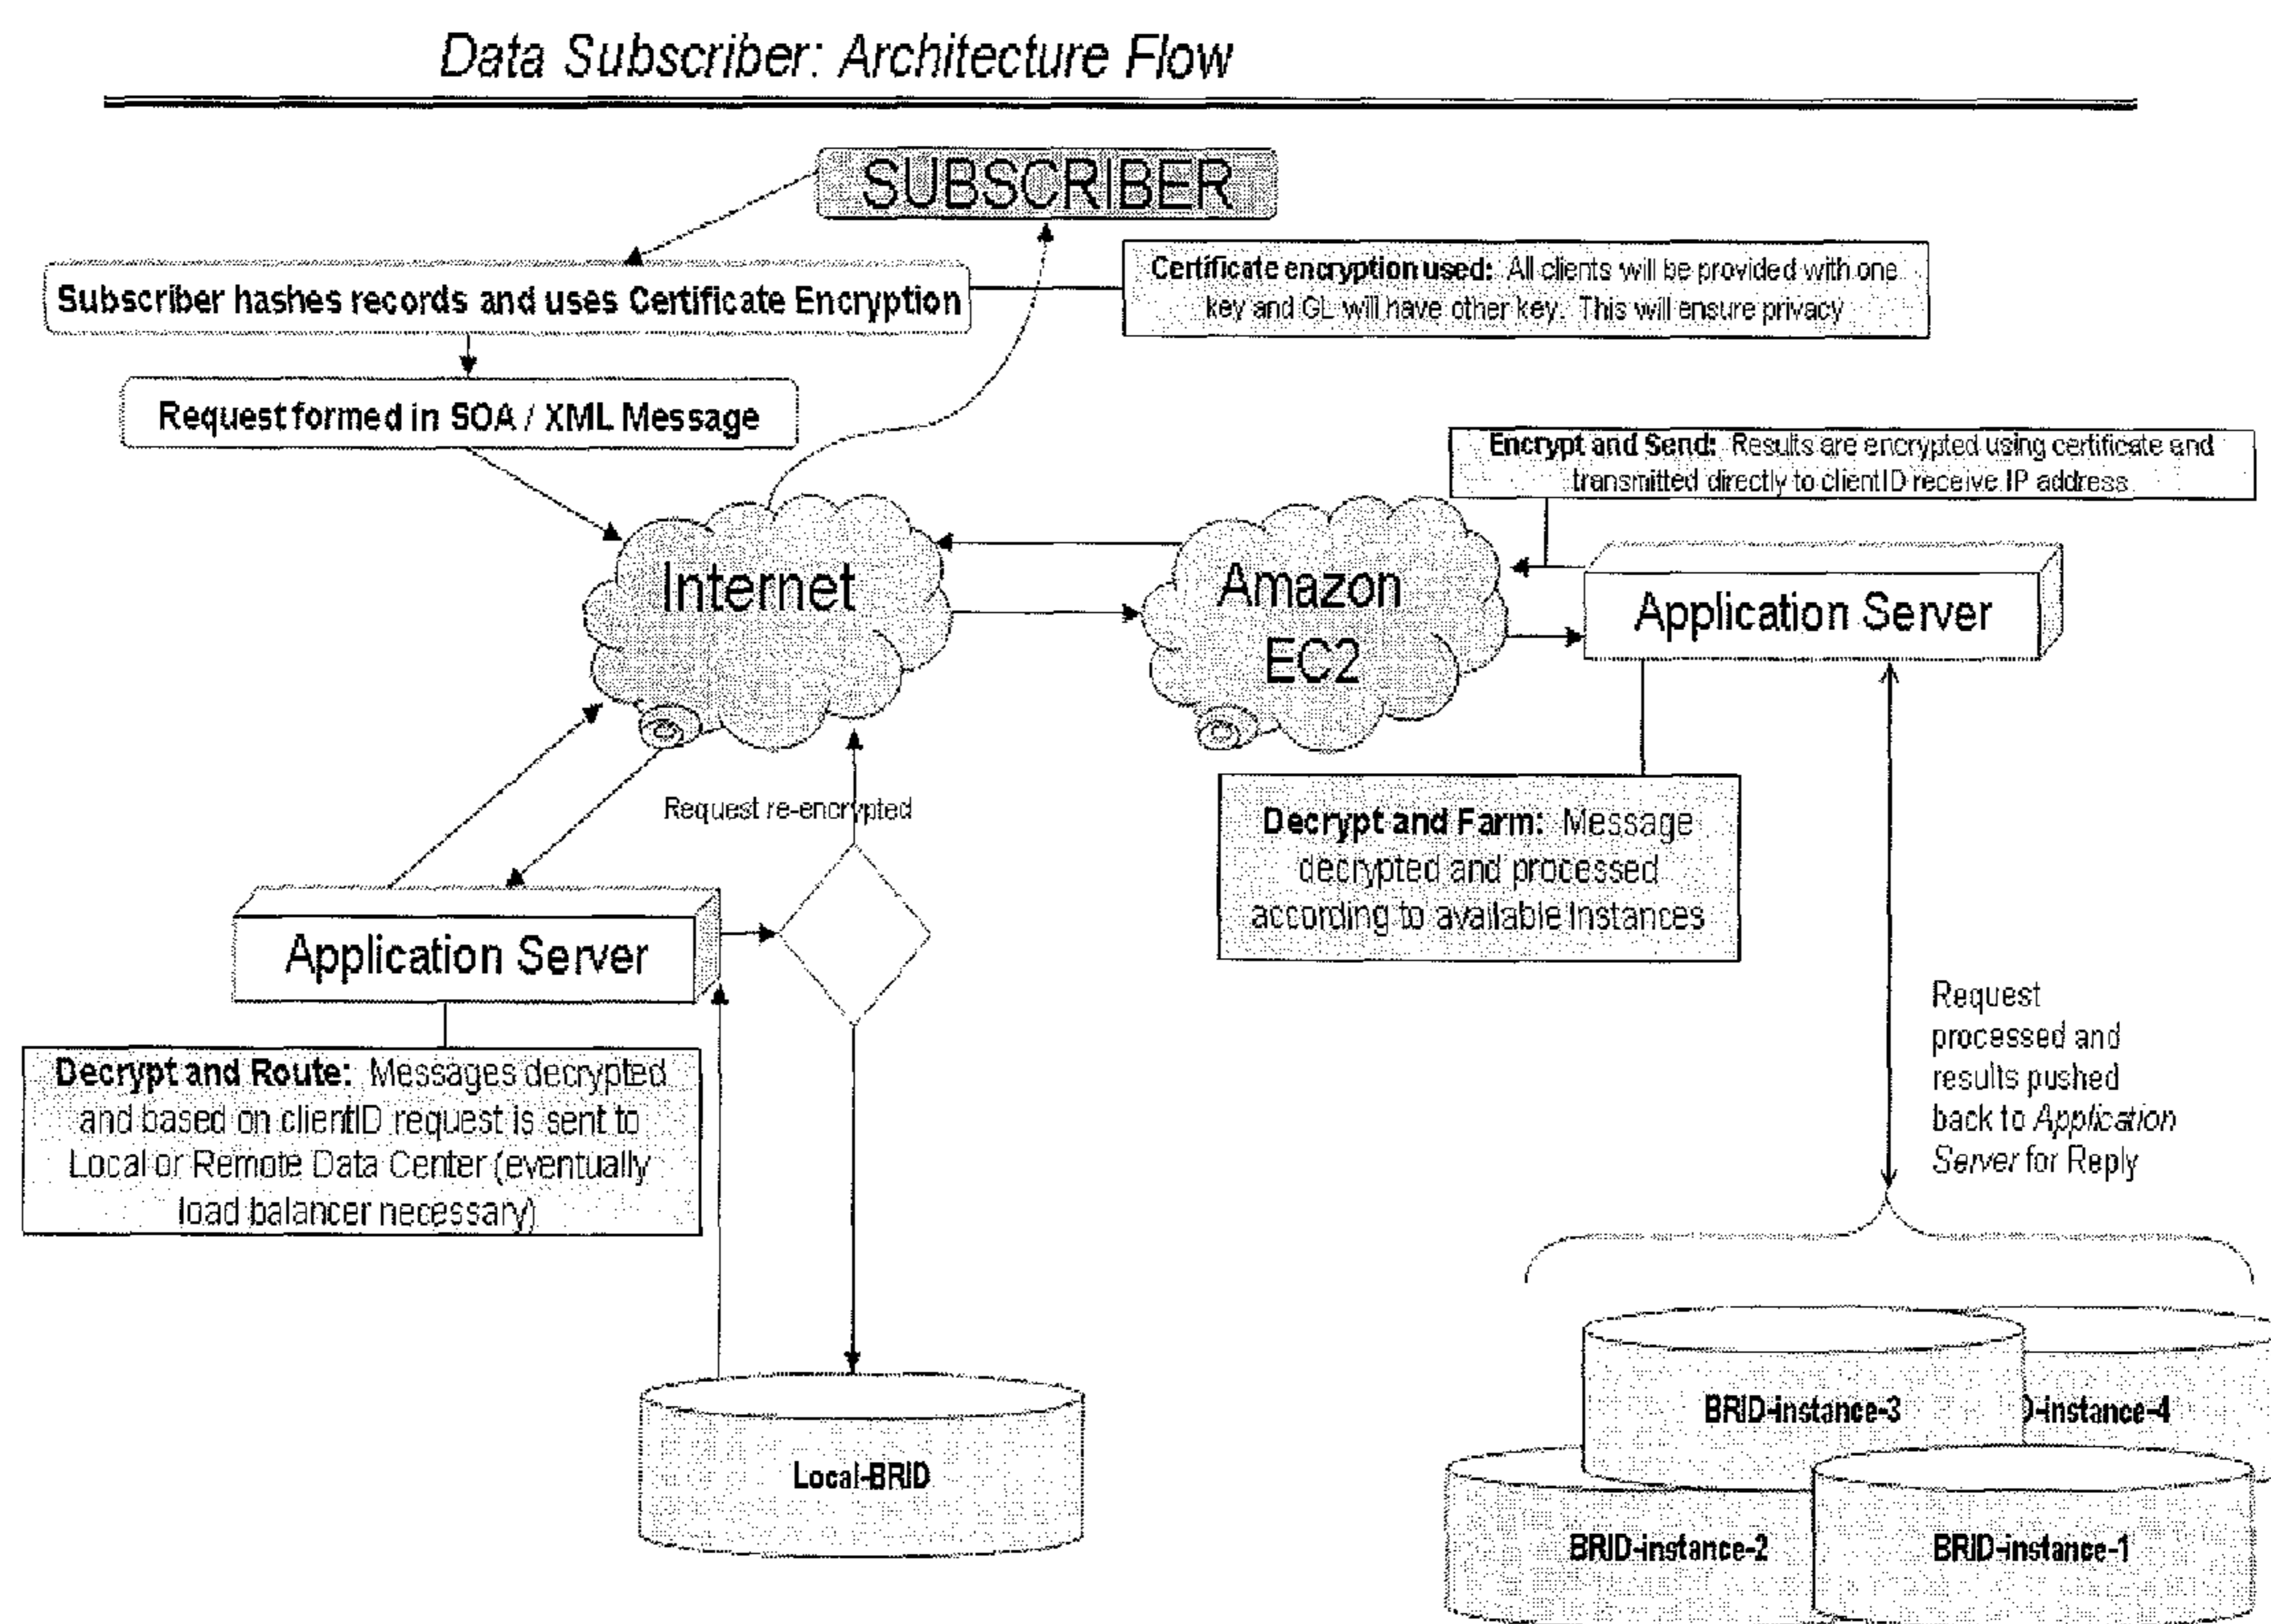 Data Subscriber: Architecture Flow
SUBSCRIBER
Subscriber hashes records and uses Certificate Encryption
Certificate encryption used: All clients will be provided with one
key and GL will have other key. This will ensure privacy
Request formed in SOA / XML Message
Encrypt and Send: Results are encrypted using certificate and
transmitted directly to clientID receive IP address
Internet
Amazon
EC2
Application Server
Request re-encrypted
Decrypt and Farm: Message
decrypted and processed
according to available Instances
Application Server
Decrypt and Route: Messages decrypted
and based on clientID request is sent to
Local or Remote Data Center (eventually
load balancer necessary)
Request
processed and
results pushed
back to Application
Server for Reply
Local-BRID
BRID-instance-3
D-instance-4
BRID-instance-2
BRID-instance-1